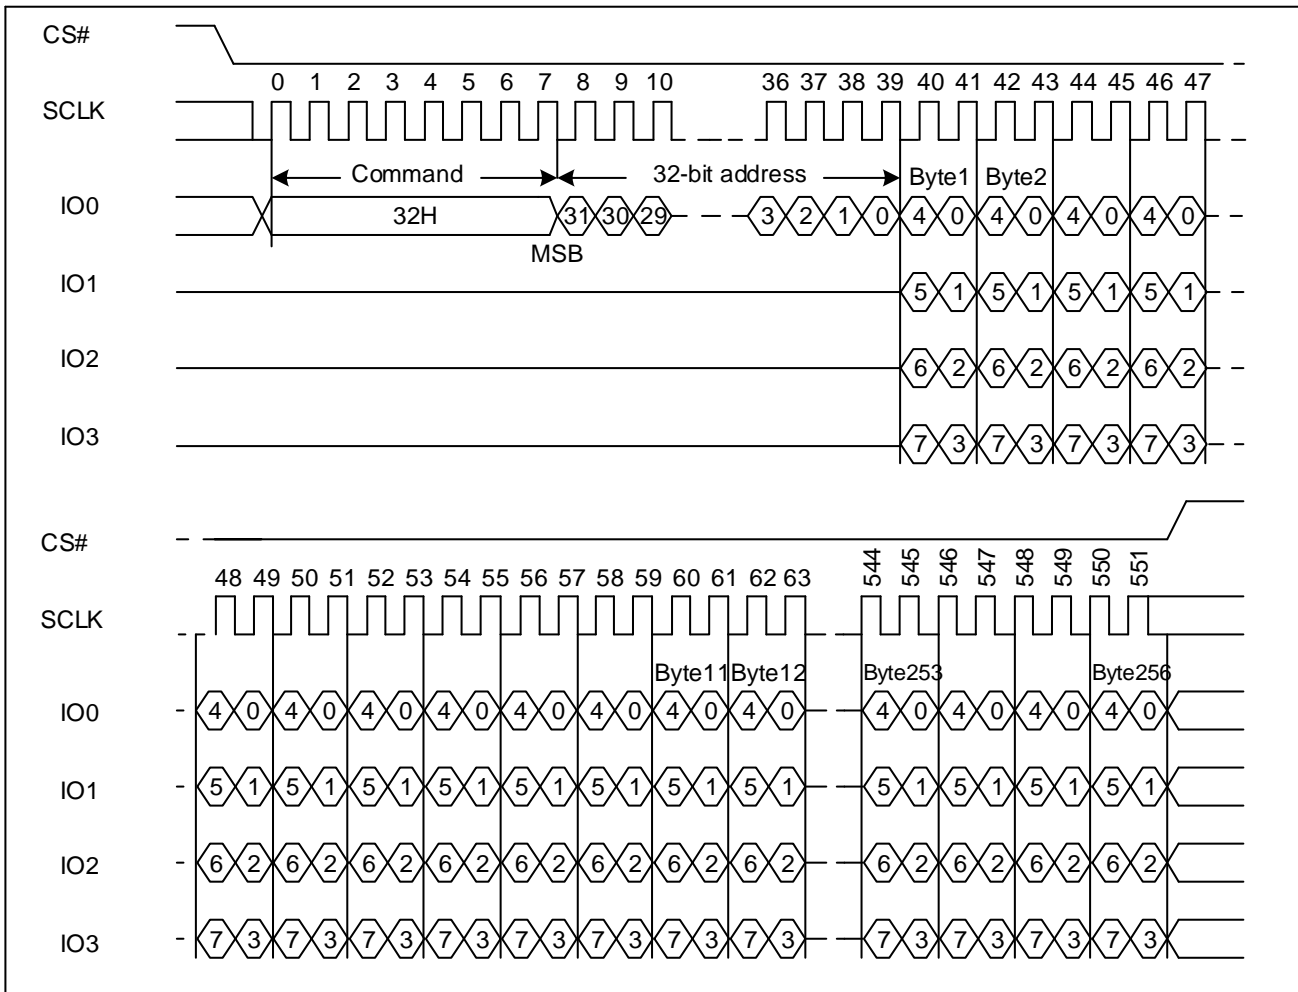 CS#
0 1 2 3 4 5 6 7 8 9 10 36 37 38 39 40 41 42 43 44 45 46 47
SCLK
Command 32-bit address Byte1 Byte2
IO0 32H 31 30 29 3 2 1 0 4 0 4 0 4 0 4 0
MSB
IO1 5 1 5 1 5 1 5 1
IO2 6 2 6 2 6 2 6 2
IO3 7 3 7 3 7 3 7 3
CS#
48 49 50 51 52 53 54 55 56 57 58 59 60 61 62 63 544 545 546 547 548 549 550 551
SCLK
Byte11 Byte12 Byte253 Byte256
IO0 4 0 4 0 4 0 4 0 4 0 4 0 4 0 4 0 4 0 4 0 4 0 4 0
IO1 5 1 5 1 5 1 5 1 5 1 5 1 5 1 5 1 5 1 5 1 5 1 5 1
IO2 6 2 6 2 6 2 6 2 6 2 6 2 6 2 6 2 6 2 6 2 6 2 6 2
IO3 7 3 7 3 7 3 7 3 7 3 7 3 7 3 7 3 7 3 7 3 7 3 7 3